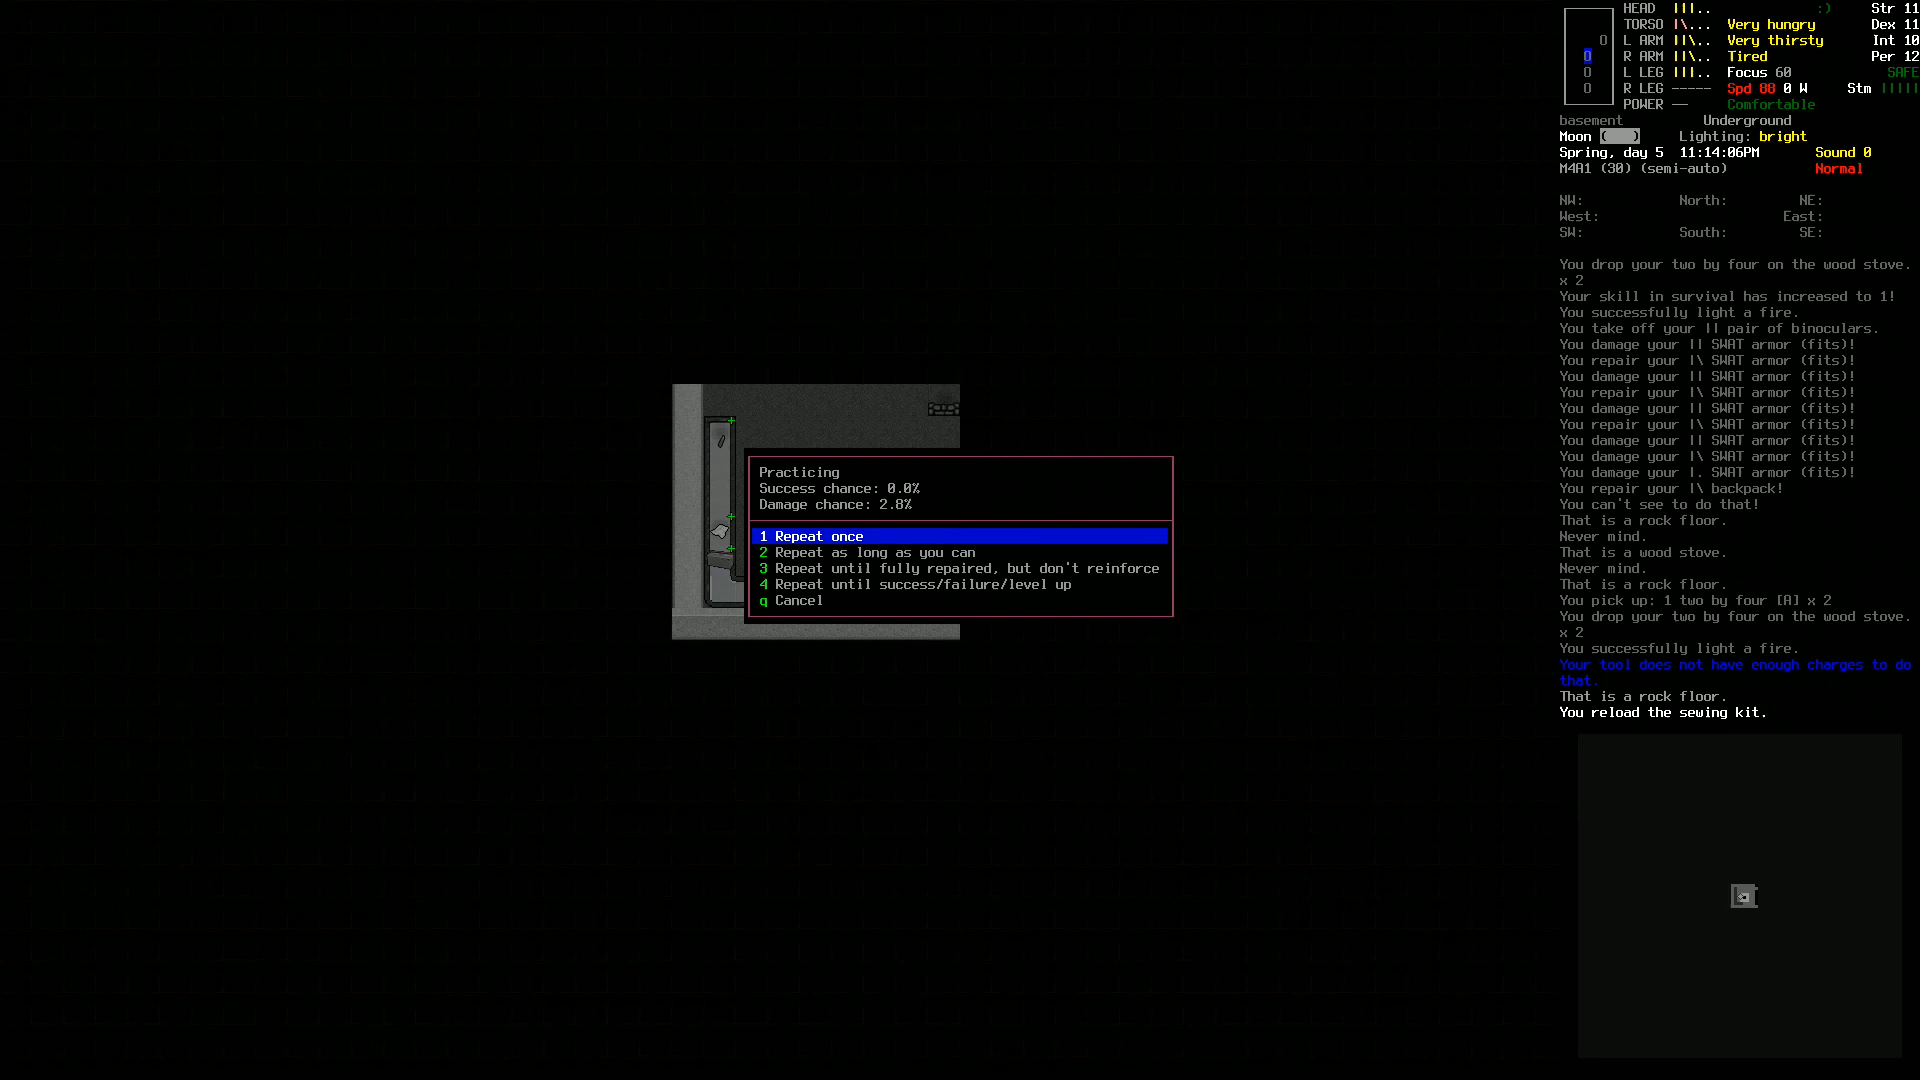 HEAD |||.. :) Str 11
TORSO |\... Very hungry Dex 11
O L ARM ||\.. Very thirsty Int 10
O R ARM ||\.. Tired Per 12
O L LEG |||.. Focus 60 SAFE
O R LEG ----- Spd 88 0 W Stm |||||
POWER -- Comfortable
basement Underground
Moon ( ) Lighting: bright
Spring, day 5 11:14:06PM Sound 0
M4A1 (30) (semi-auto) Normal
NW: North: NE:
West: East:
SW: South: SE:
You drop your two by four on the wood stove.
x 2
Your skill in survival has increased to 1!
You successfully light a fire.
You take off your || pair of binoculars.
You damage your || SWAT armor (fits)!
You repair your |\ SWAT armor (fits)!
You damage your || SWAT armor (fits)!
You repair your |\ SWAT armor (fits)!
You damage your || SWAT armor (fits)!
You repair your |\ SWAT armor (fits)!
You damage your || SWAT armor (fits)!
You damage your |\ SWAT armor (fits)!
You damage your |. SWAT armor (fits)!
You repair your |\ backpack!
You can't see to do that!
That is a rock floor.
Never mind.
That is a wood stove.
Never mind.
That is a rock floor.
You pick up: 1 two by four [A] x 2
You drop your two by four on the wood stove.
x 2
You successfully light a fire.
Your tool does not have enough charges to do
that.
That is a rock floor.
You reload the sewing kit.
Practicing
Success chance: 0.0%
Damage chance: 2.8%
1 Repeat once
2 Repeat as long as you can
3 Repeat until fully repaired, but don't reinforce
4 Repeat until success/failure/level up
q Cancel